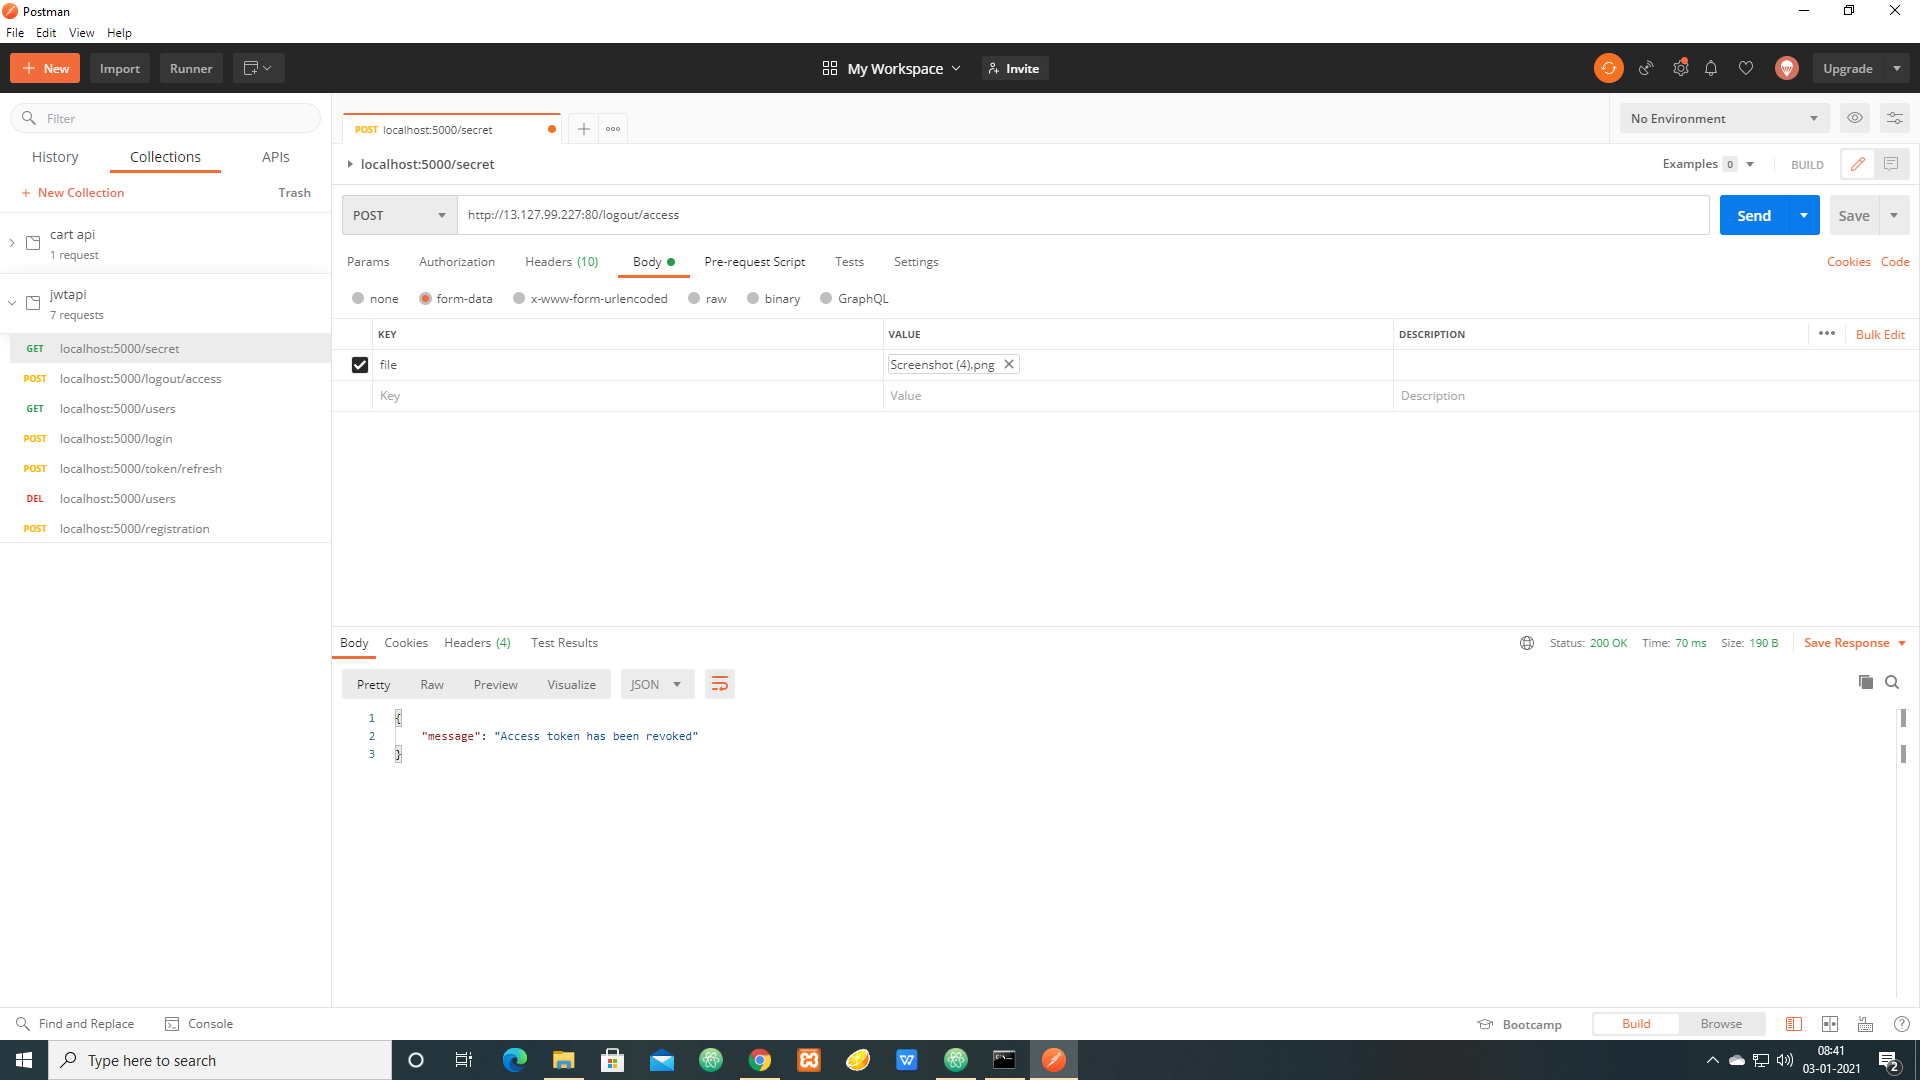 Postman
File Edit View Help
New Import Runner My Workspace Invite Upgrade
Filter
History Collections APIs
New Collection Trash
cart api
1 request
jwtapi
7 requests
GET localhost:5000/secret
POST localhost:5000/logout/access
GET localhost:5000/users
POST localhost:5000/login
POST localhost:5000/token/refresh
DEL localhost:5000/users
POST localhost:5000/registration
POST localhost:5000/secret
No Environment
localhost:5000/secret
Examples 0 BUILD
POST http://13.127.99.227:80/logout/access Send Save
Params Authorization Headers (10) Body Pre-request Script Tests Settings Cookies Code
none form-data x-www-form-urlencoded raw binary GraphQL
KEY VALUE DESCRIPTION Bulk Edit
file Screenshot (4).png
Key Value Description
Body Cookies Headers (4) Test Results Status: 200 OK Time: 70 ms Size: 190 B Save Response
Pretty Raw Preview Visualize JSON
1 {
2 "message": "Access token has been revoked"
3 }
Find and Replace Console Bootcamp Build Browse
Type here to search
08:41
03-01-2021
2